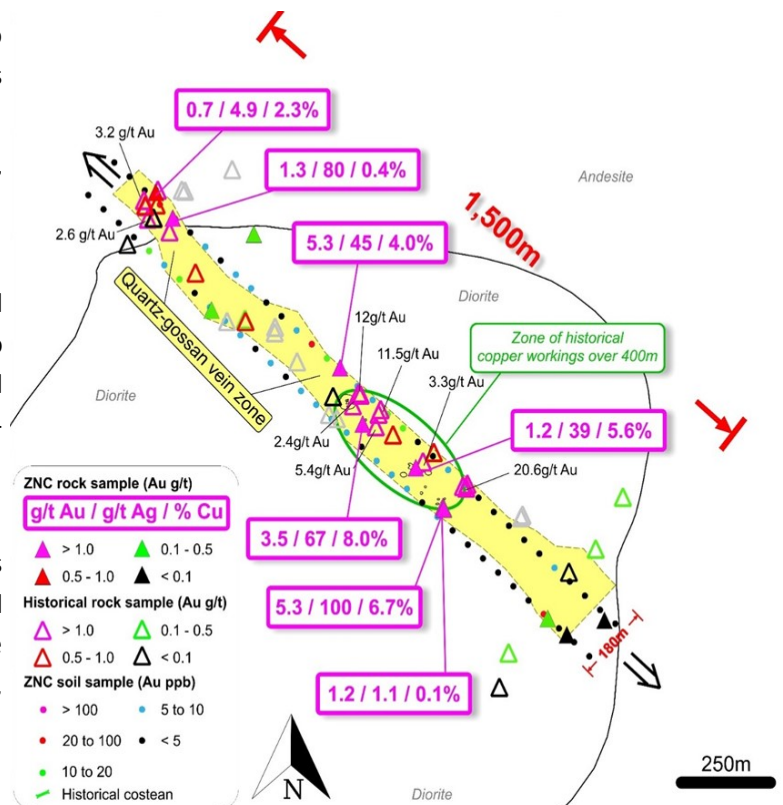 0.7 / 4.9 / 2.3%
3.2 g/t Au
1.3 / 80 / 0.4%
Andesite
1,500m
2.6 g/t Au
5.3 / 45 / 4.0%
Quartz-gossan vein zone
Diorite
12g/t Au
Zone of historical
copper workings over 400m
11.5g/t Au
3.3g/t Au
Diorite
2.4g/t Au
1.2 / 39 / 5.6%
5.4g/t Au
20.6g/t Au
ZNC rock sample (Au g/t)
g/t Au / g/t Ag / % Cu
> 1.0
0.1 - 0.5
0.5 - 1.0
< 0.1
Historical rock sample (Au g/t)
> 1.0
0.1 - 0.5
0.5 - 1.0
< 0.1
ZNC soil sample (Au ppb)
> 100
5 to 10
20 to 100
< 5
10 to 20
Historical costean
3.5 / 67 / 8.0%
5.3 / 100 / 6.7%
180m
1.2 / 1.1 / 0.1%
N
250m
Diorite